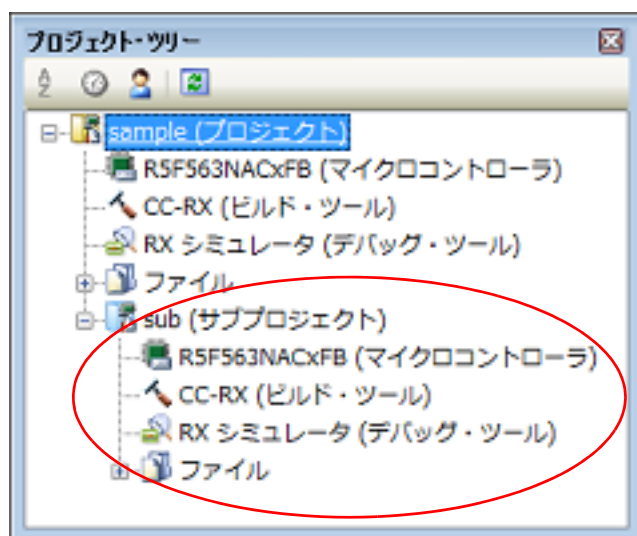 プロジェクト・ツリー
sample (プロジェクト)
R5F563NACxFB (マイクロコントローラ)
CC-RX (ビルド・ツール)
RX シミュレータ (デバッグ・ツール)
ファイル
sub (サブプロジェクト)
R5F563NACxFB (マイクロコントローラ)
CC-RX (ビルド・ツール)
RX シミュレータ (デバッグ・ツール)
ファイル